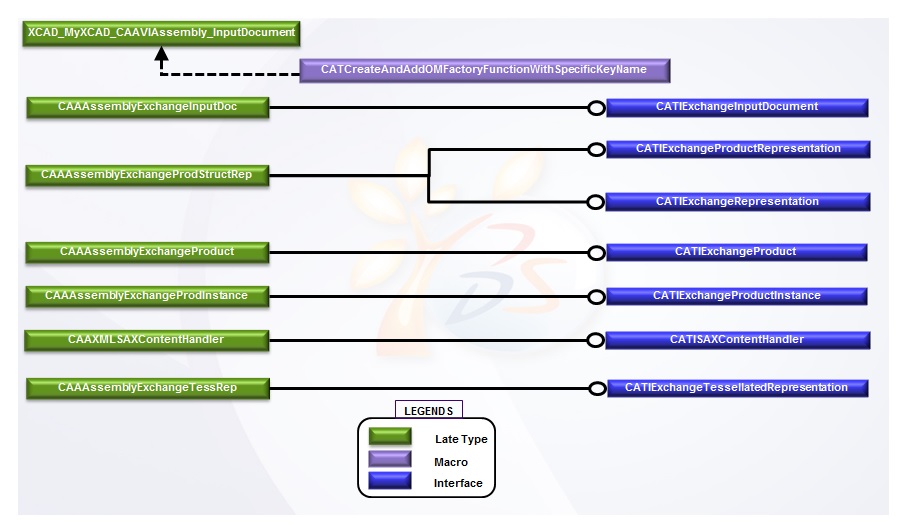 XCAD_MyXCAD_CAAVIAssembly_InputDocument
CATCreateAndAddOMFactoryFunctionWithSpecificKeyName
CAAAssemblyExchangeInputDoc
CATIExchangeInputDocument
CATIExchangeProductRepresentation
CAAAssemblyExchangeProdStructRep
CATIExchangeRepresentation
CAAAssemblyExchangeProduct
CATIExchangeProduct
CAAAssemblyExchangeProdInstance
CATIExchangeProductInstance
CAAXMLSAXContentHandler
CATISAXContentHandler
CAAAssemblyExchangeTessRep
CATIExchangeTessellatedRepresentation
LEGENDS
Late Type
Macro
Interface